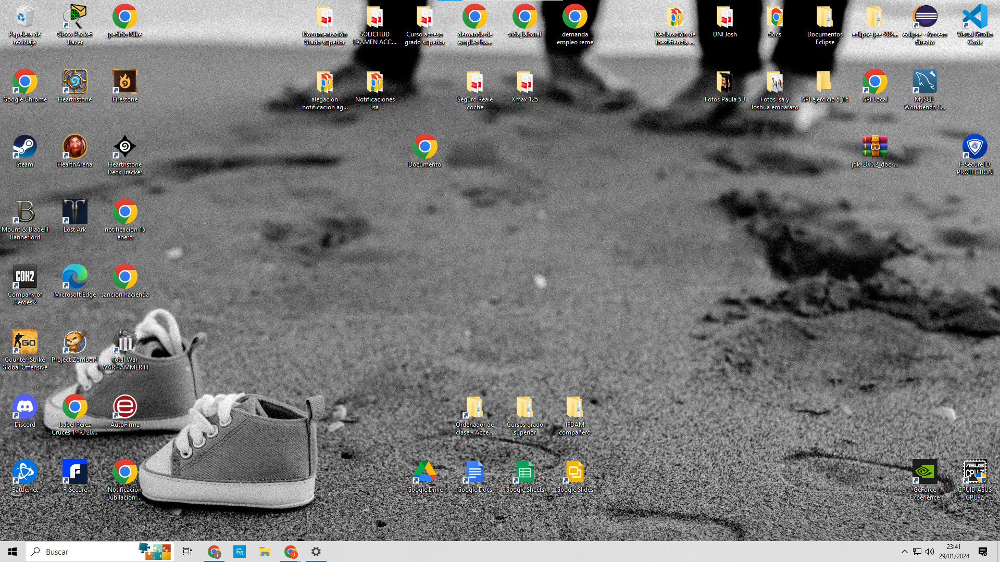 Papelera de
reciclaje
Cisco Packet
Tracer
pedido Nike
Documentación
Grado superior
SOLICITUD
EXAMEN ACC...
Curso acceso
grado superior
demanda de
empleo ha...
vida_laboral
demanda
empleo reme
Declaración de
Inexistencia ...
DNI Josh
docs
Documentos
Eclipse
eclipse-jee-202...
eclipse - Acceso
directo
Visual Studio
Code
Google Chrome
Hearthstone
Firestone
alegacion
notificacion ag...
Notificaciones
Isa
Seguro Reale
coche
Xmax 125
Fotos Paula 5D
Fotos Isa y
Joshua embarazo
API ejercicio 5_16
API Local
MySQL
Workbench 8...
Steam
HearthArena
Hearthstone
Deck Tracker
Documento
jdk-20.0.2_doc-...
F-Secure ID
PROTECTION
B
Mount & Blade II
Bannerlord
Lost Ark
notificacion 15
enero
COH2
Company of
Heroes 2
Microsoft Edge
sancion hacienda
GO
Counter-Strike
Global Offensive
Project Zomboid
Total War
WARHAMMER III
Discord
Isabel Perez
Cruces 1º RJ 20...
AutoFirma
Ordenador de
clase - Acce...
Cursos grado
superior
1ºDAM
compañero
Battle.net
F-Secure
Notificacion
Jubilacion ...
Google Drive
Google Docs
Google Sheets
Google Slides
GeForce
Experience
ASUS
CPU-Z
CPUID ASUS
CPU-Z
Buscar
23:41
29/01/2024